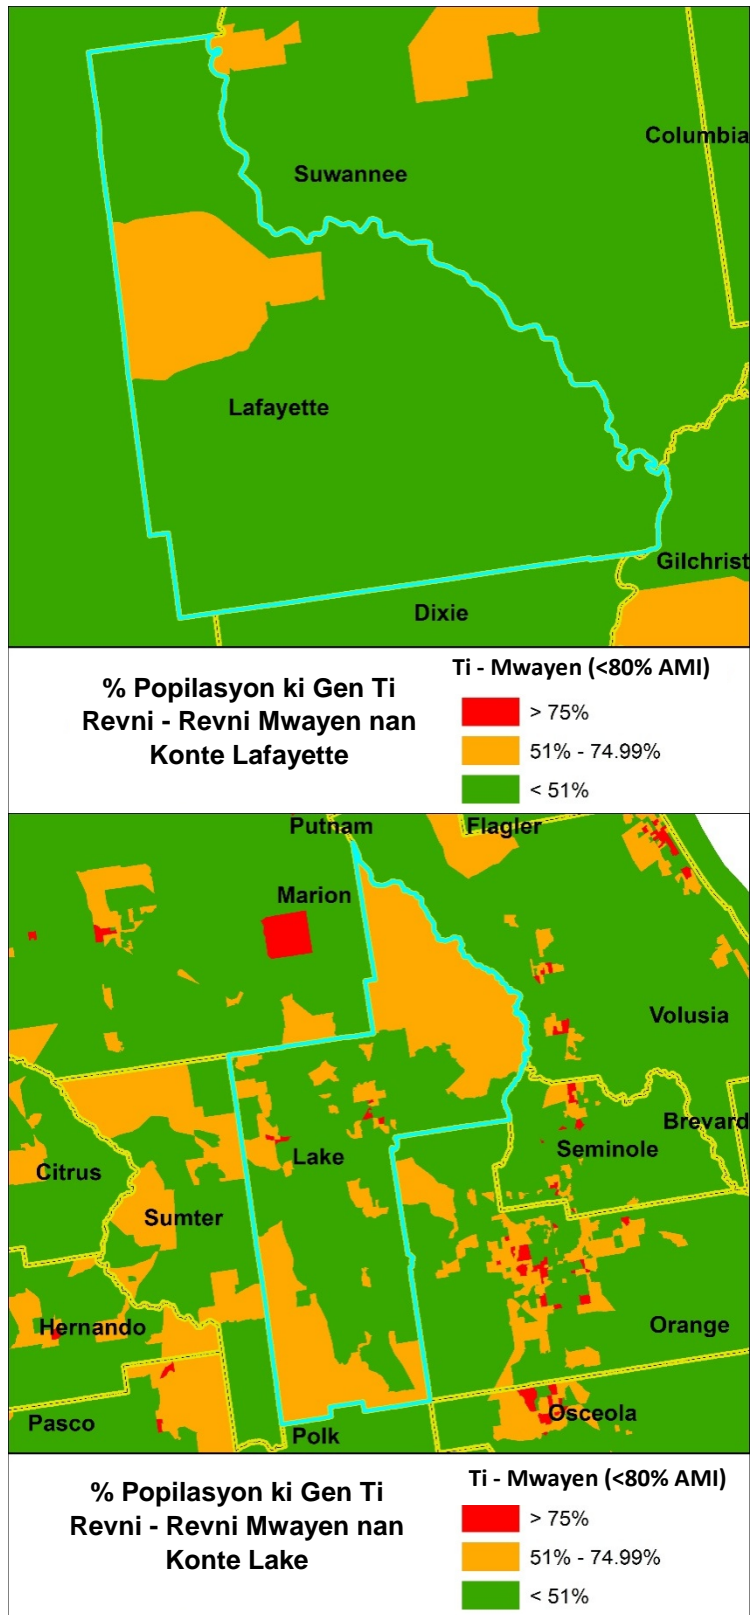 Columbia
Suwannee
Lafayette
Gilchrist
Dixie
% Popilasyon ki Gen Ti
Revni - Revni Mwayen nan
Konte Lafayette
Ti - Mwayen (<80% AMI)
> 75%
51% - 74.99%
< 51%
Putnam
Flagler
Marion
Volusia
Brevard
Seminole
Lake
Citrus
Sumter
Hernando
Orange
Pasco
Polk
Osceola
% Popilasyon ki Gen Ti
Revni - Revni Mwayen nan
Konte Lake
Ti - Mwayen (<80% AMI)
> 75%
51% - 74.99%
< 51%